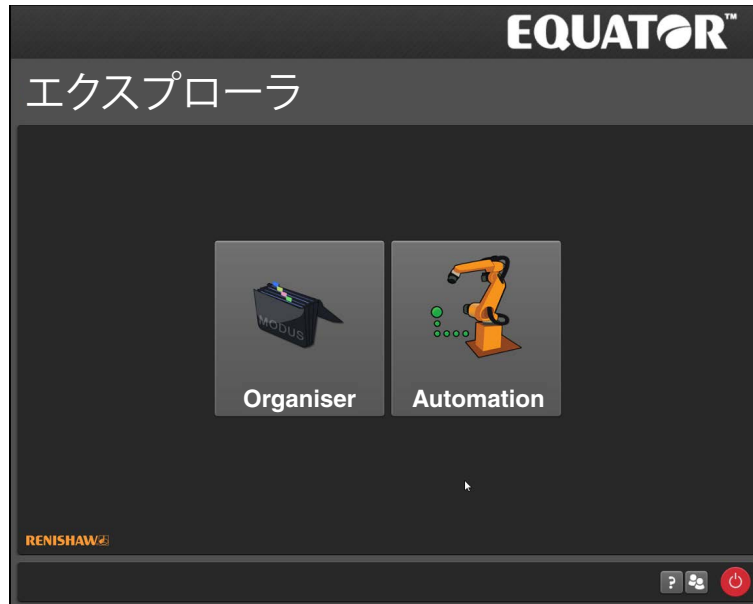 EQUATOR™
エクスプローラ
MODUS
Organiser
Automation
RENISHAW
?